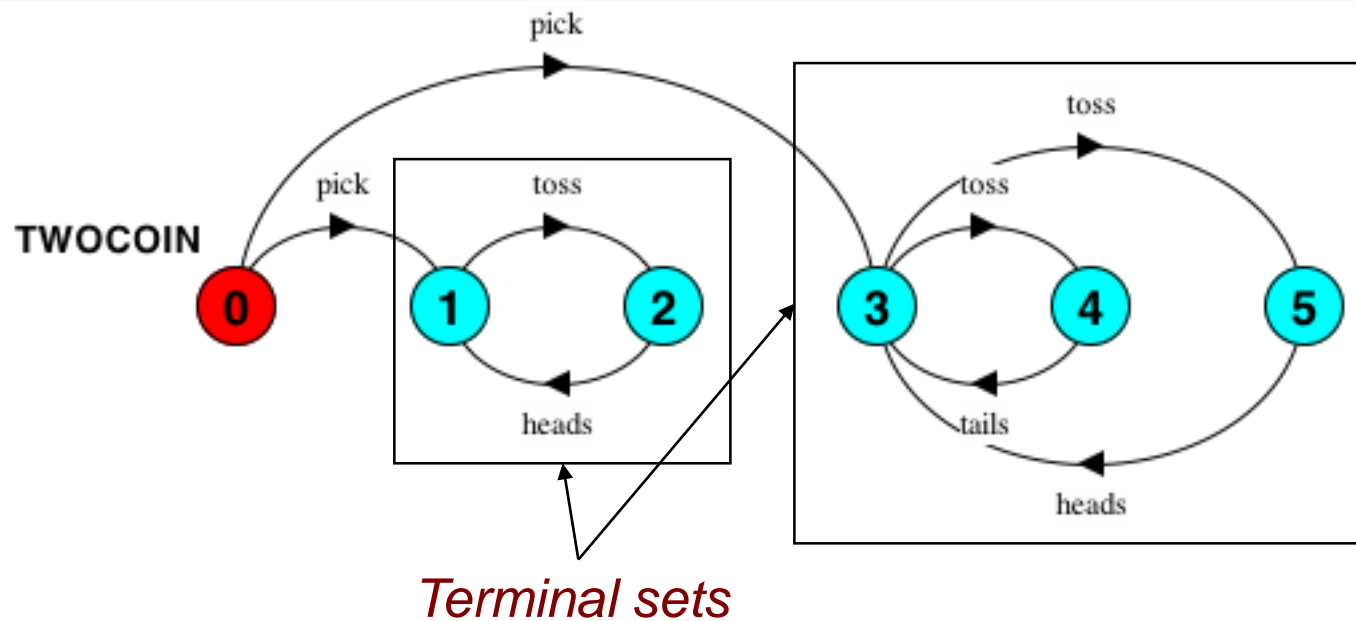 pick
toss
pick
toss
toss
TWOCOIN
0
1
2
3
4
5
heads
tails
heads
Terminal sets